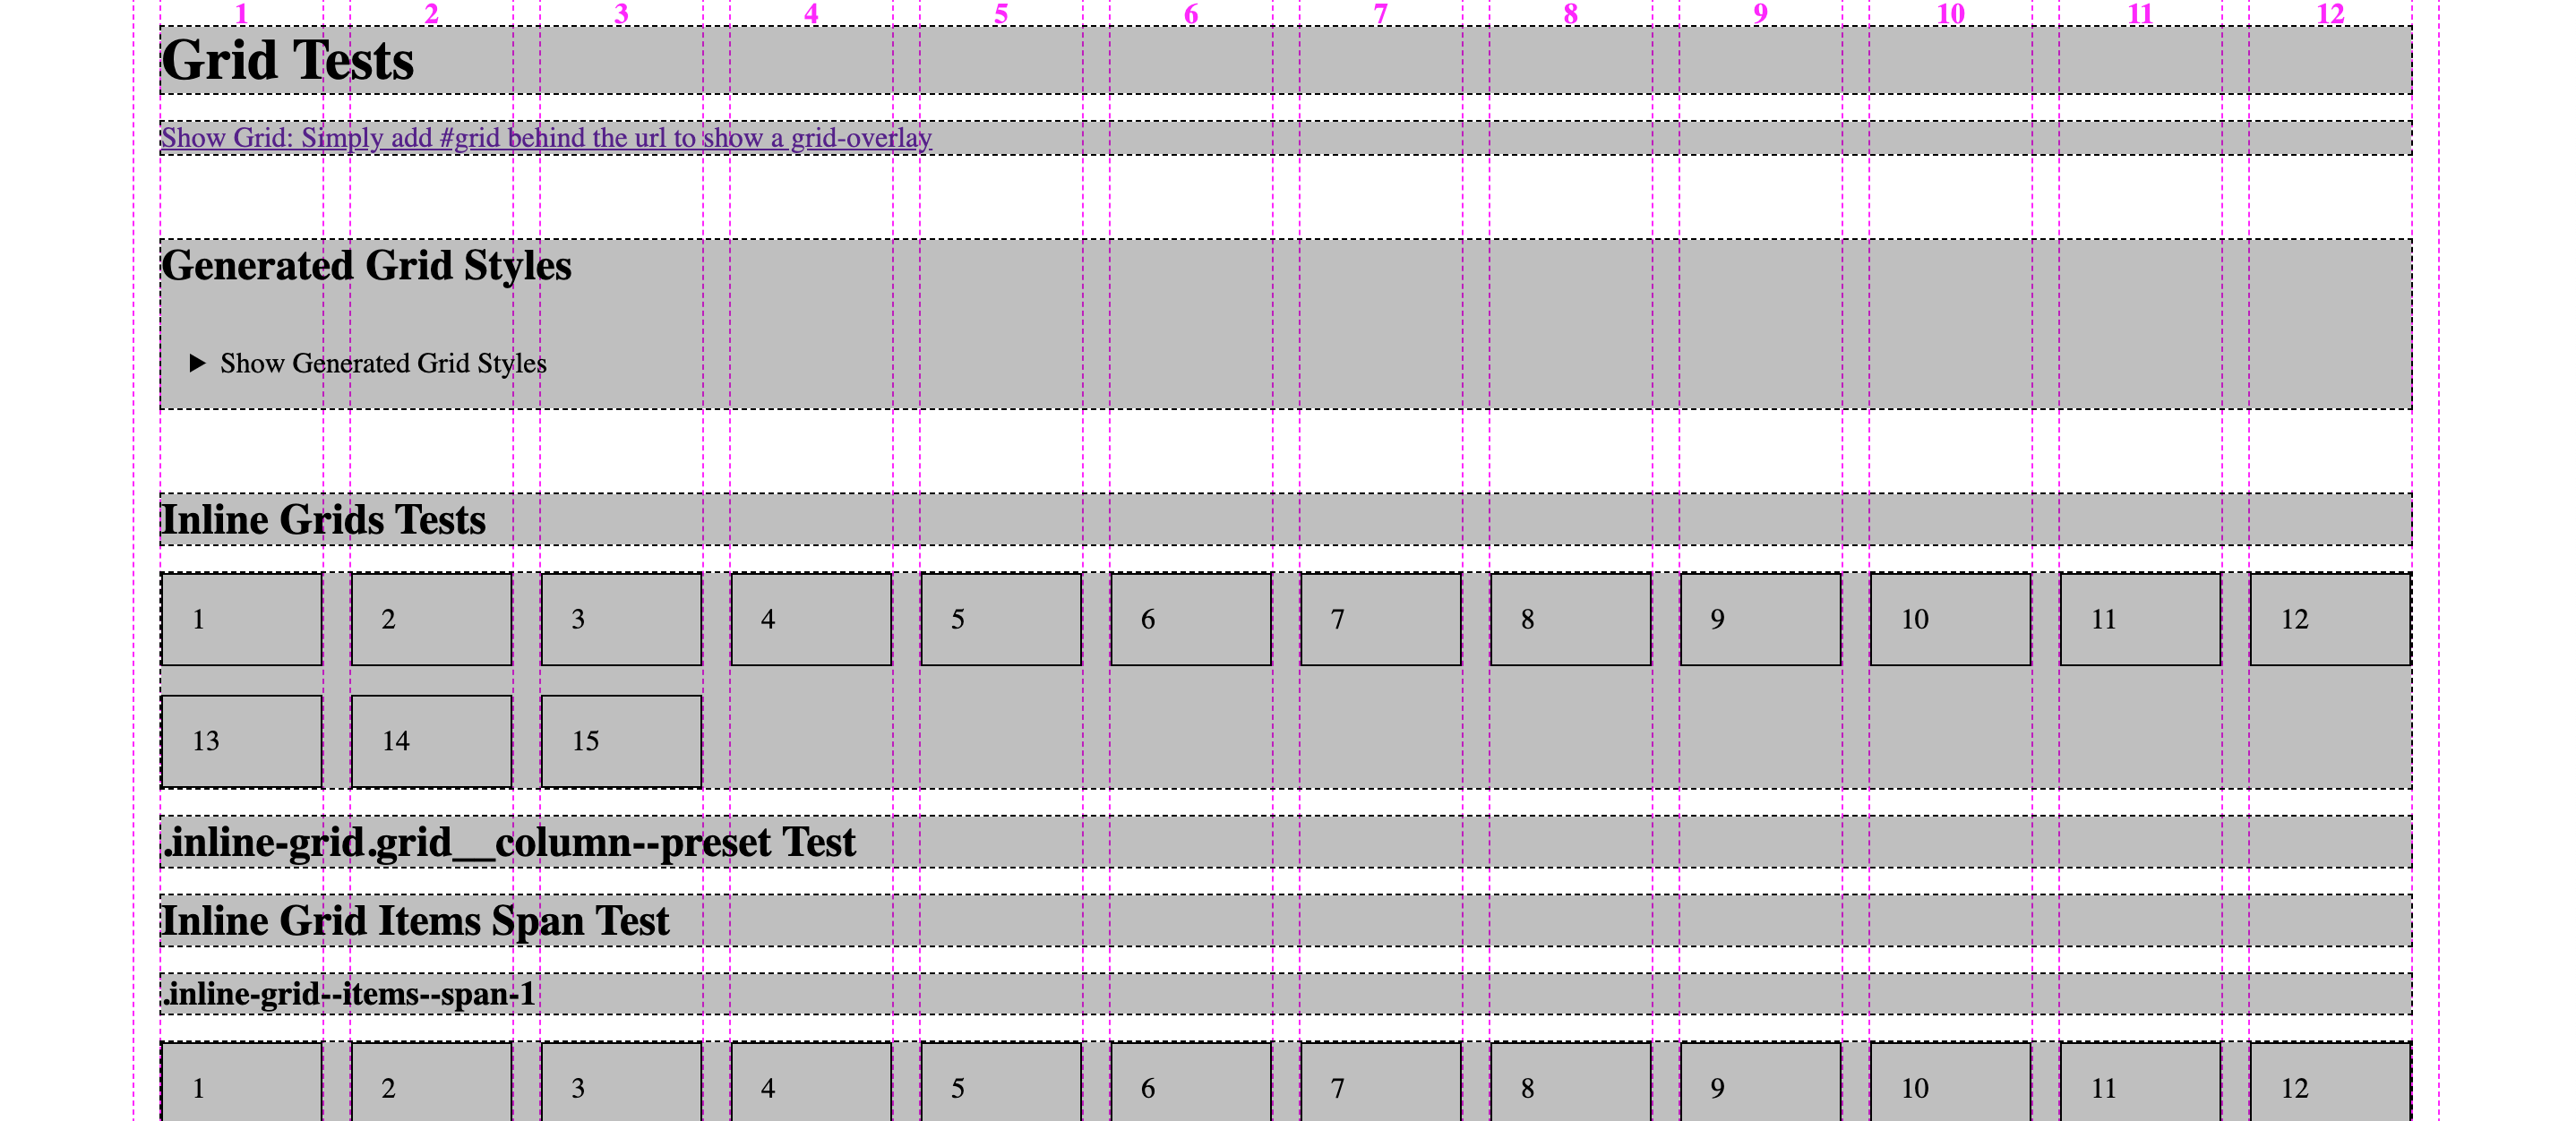 1 2 3 4 5 6 7 8 9 10 11 12
Grid Tests
Show Grid: Simply add #grid behind the url to show a grid-overlay
Generated Grid Styles
Show Generated Grid Styles
Inline Grids Tests
1 2 3 4 5 6 7 8 9 10 11 12
13 14 15
.inline-grid.grid__column--preset Test
Inline Grid Items Span Test
.inline-grid--items--span-1
1 2 3 4 5 6 7 8 9 10 11 12